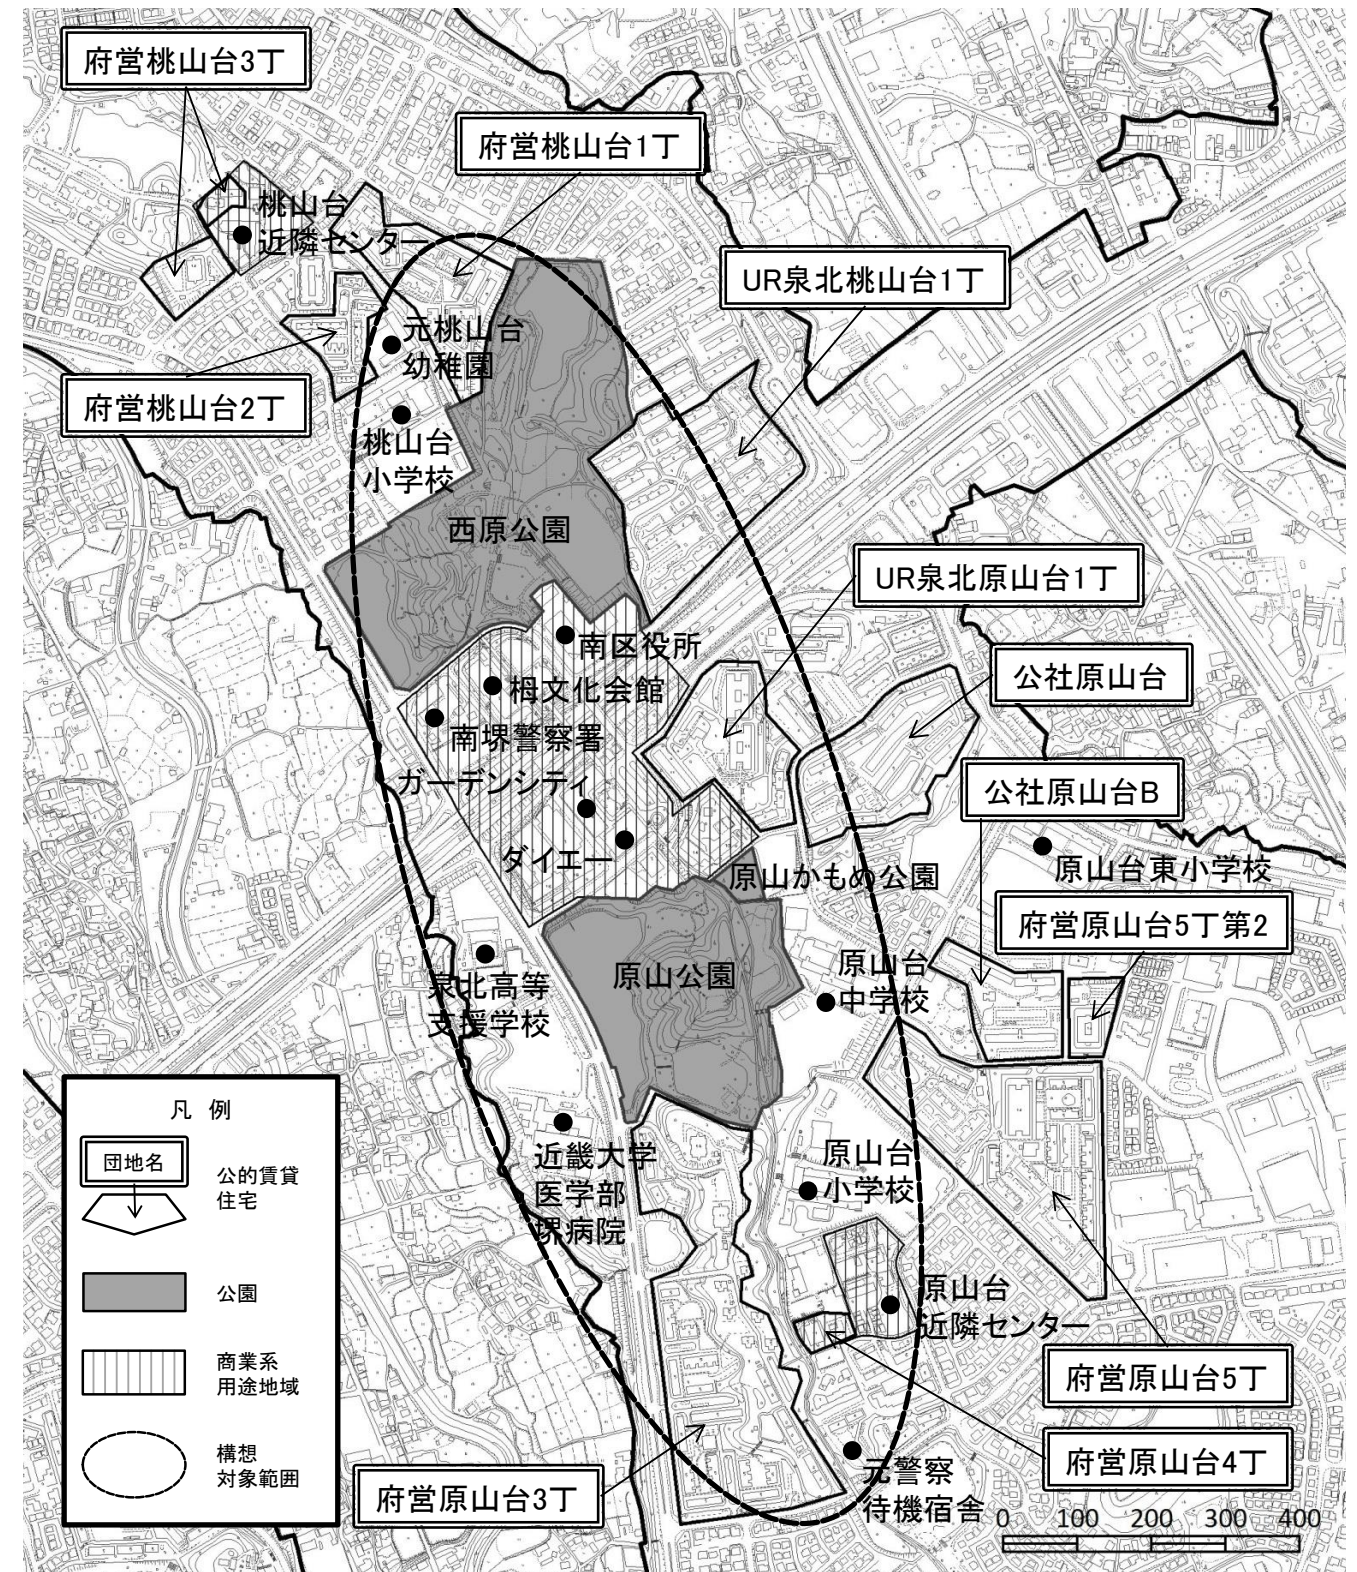 府営桃山台3丁
府営桃山台1丁
桃山台
近隣センター
UR泉北桃山台1丁
元桃山台
幼稚園
府営桃山台2丁
桃山台
小学校
西原公園
UR泉北原山台1丁
南区役所
公社原山台
栂文化会館
南堺警察署
ガーデンシティ
公社原山台B
ダイエー
原山かもめ公園
原山台東小学校
府営原山台5丁第2
原山公園
原山台
中学校
泉北高等
支援学校
近畿大学
医学部
堺病院
原山台
小学校
原山台
近隣センター
府営原山台5丁
府営原山台4丁
府営原山台3丁
元警察
待機宿舎
凡 例
団地名
公的賃貸
住宅
公園
商業系
用途地域
構想
対象範囲
0 100 200 300 400